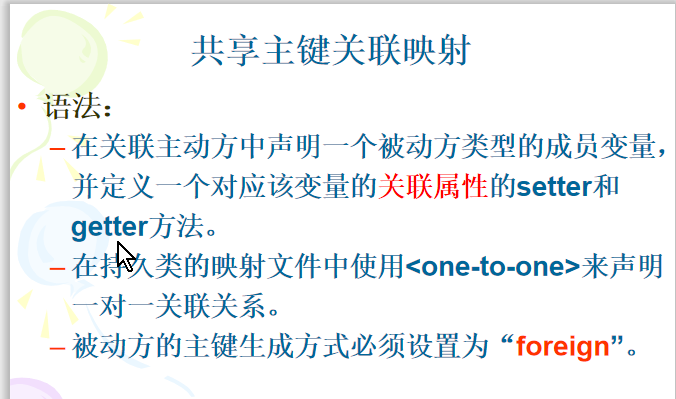 共享主键关联映射
• 语法：
– 在关联主动方中声明一个被动方类型的成员变量，
并定义一个对应该变量的关联属性的setter和
getter方法。
– 在持久类的映射文件中使用<one-to-one>来声明
一对一关联关系。
– 被动方的主键生成方式必须设置为“foreign”。